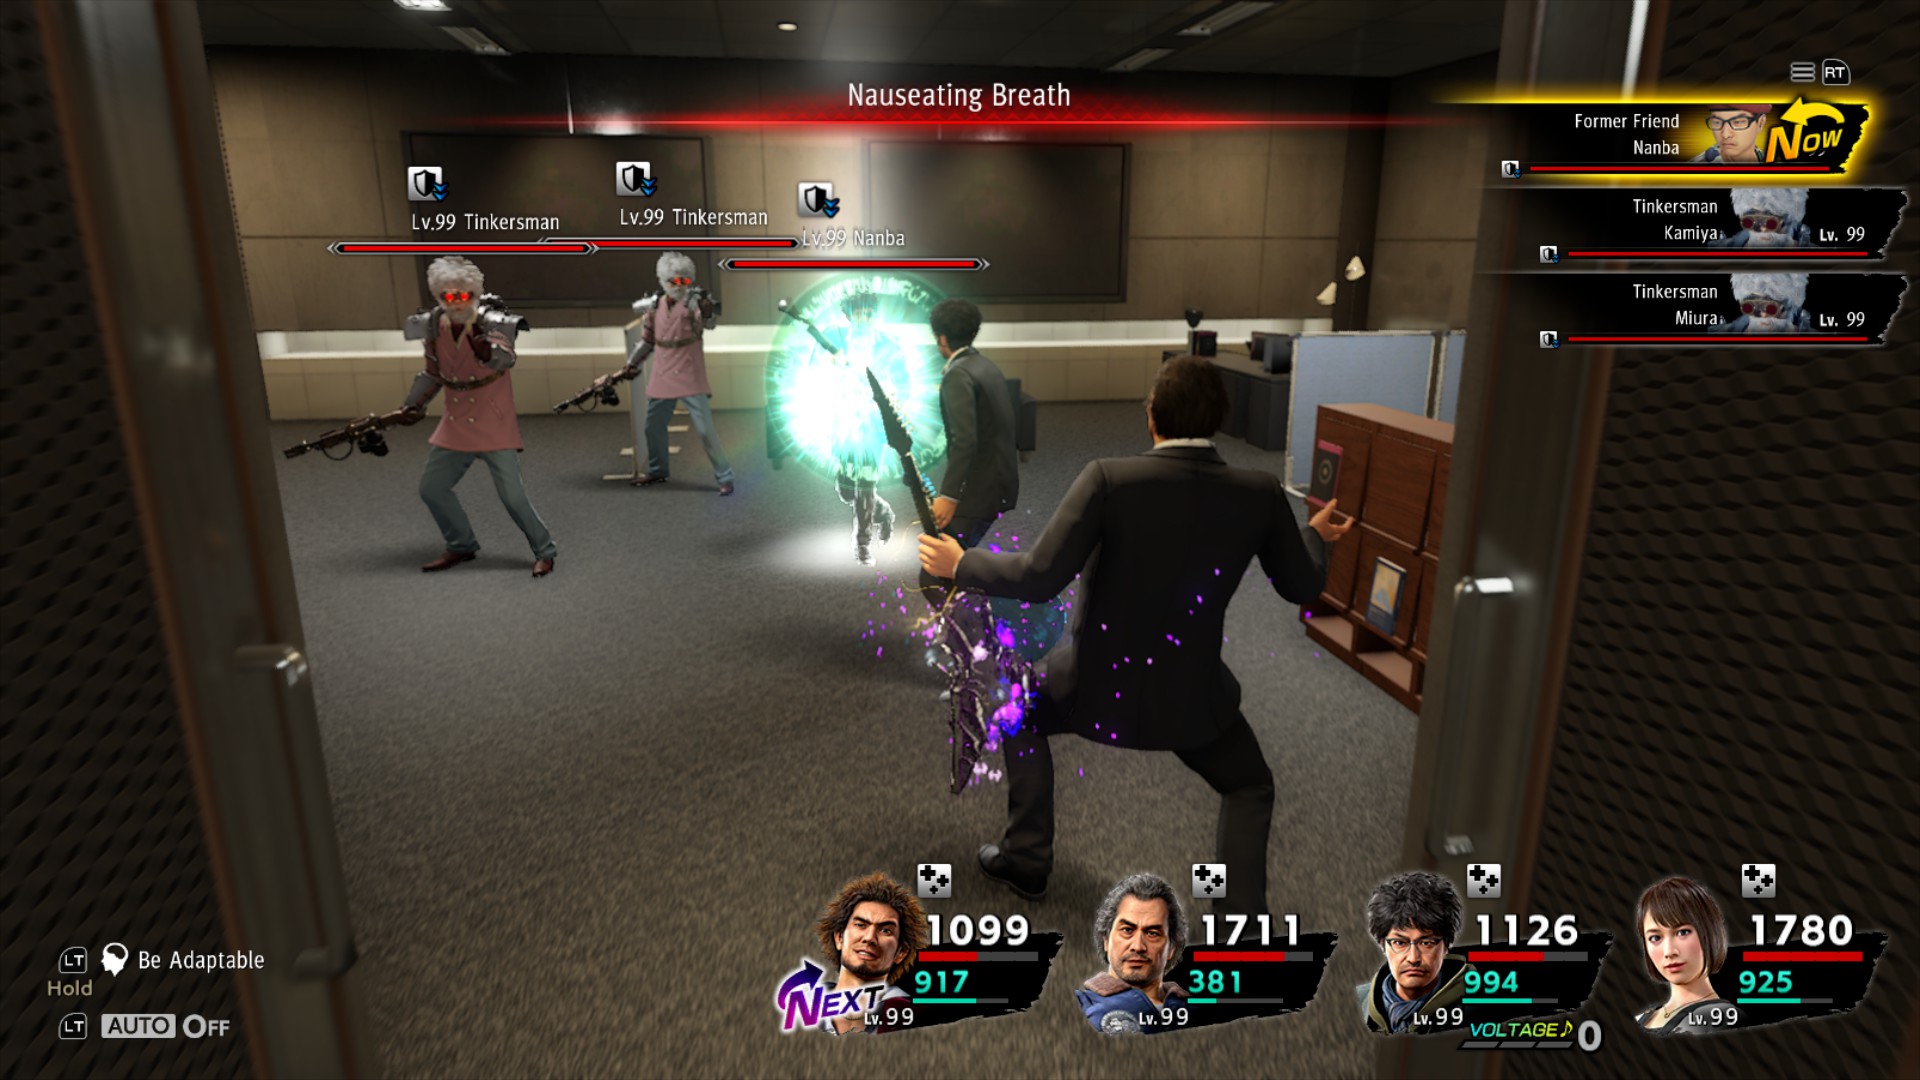 Nauseating Breath
RT
Former Friend
Nanba
NOW
Tinkersman
Kamiya
Lv. 99
Tinkersman
Miura
Lv. 99
Lv.99 Tinkersman
Lv.99 Tinkersman
Lv.99 Nanba
LT Be Adaptable
Hold
LT AUTO OFF
NEXT
1099
917
Lv.99
1711
381
Lv.99
1126
994
Lv.99
VOLTAGE♪ 0
1780
925
Lv.99